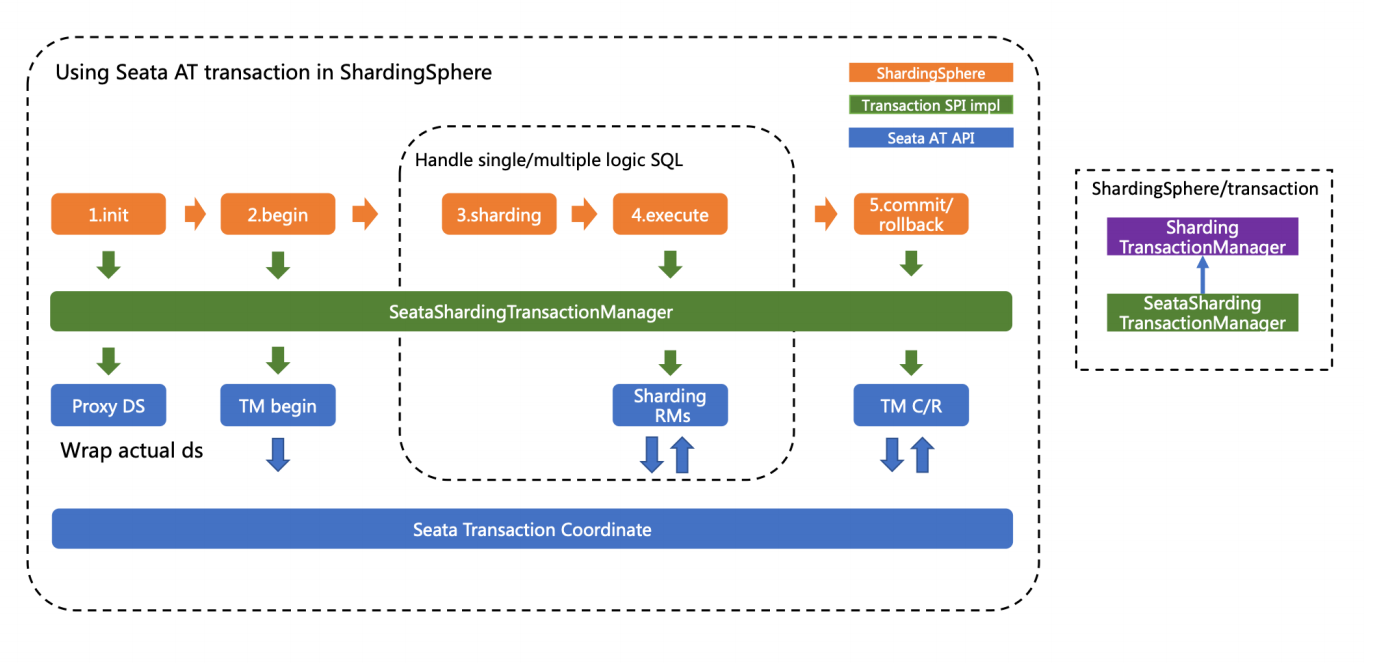 Using Seata AT transaction in ShardingSphere
ShardingSphere
Transaction SPI impl
Seata AT API
Handle single/multiple logic SQL
1.init
2.begin
3.sharding
4.execute
5.commit/
rollback
SeataShardingTransactionManager
Proxy DS
TM begin
Sharding
RMs
TM C/R
Wrap actual ds
Seata Transaction Coordinate
ShardingSphere/transaction
Sharding
TransactionManager
SeataSharding
TransactionManager